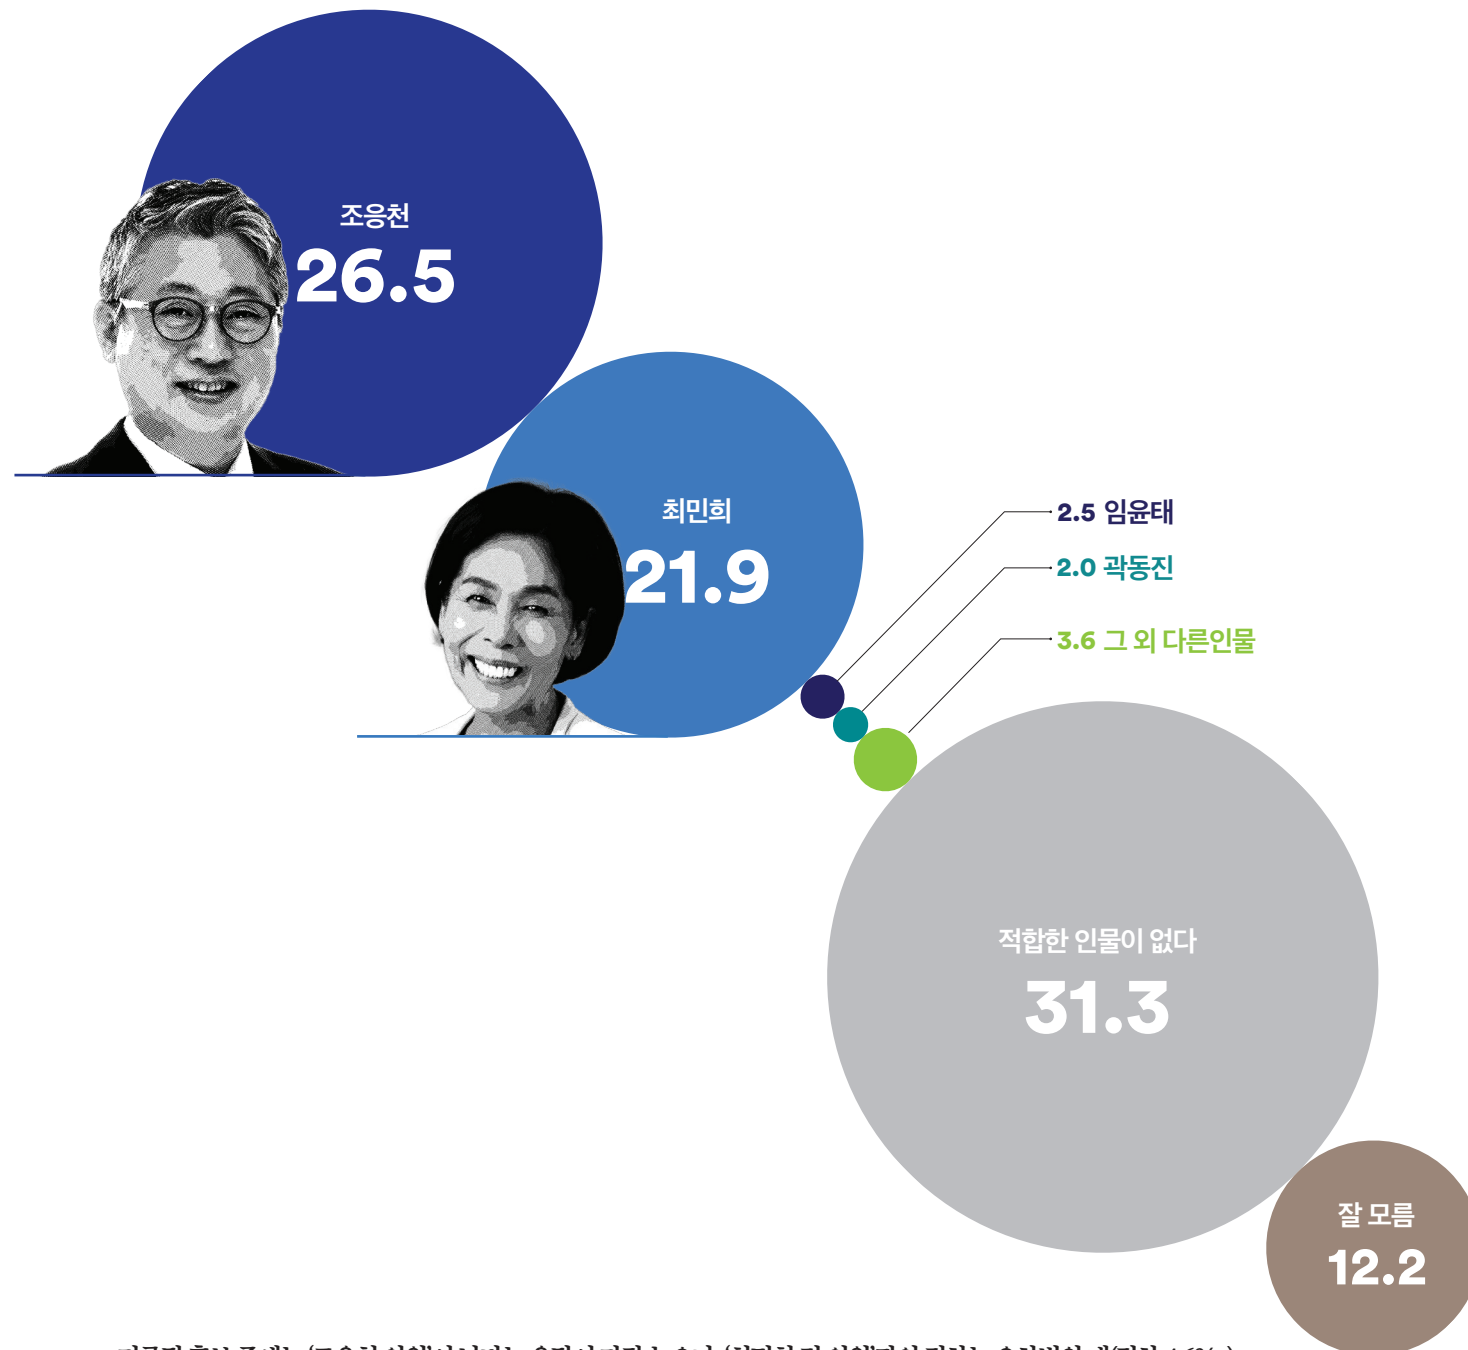 조응천
26.5
최민희
21.9
2.5 임윤태
2.0 곽동진
3.6 그 외 다른인물
적합한 인물이 없다
31.3
잘 모름
12.2